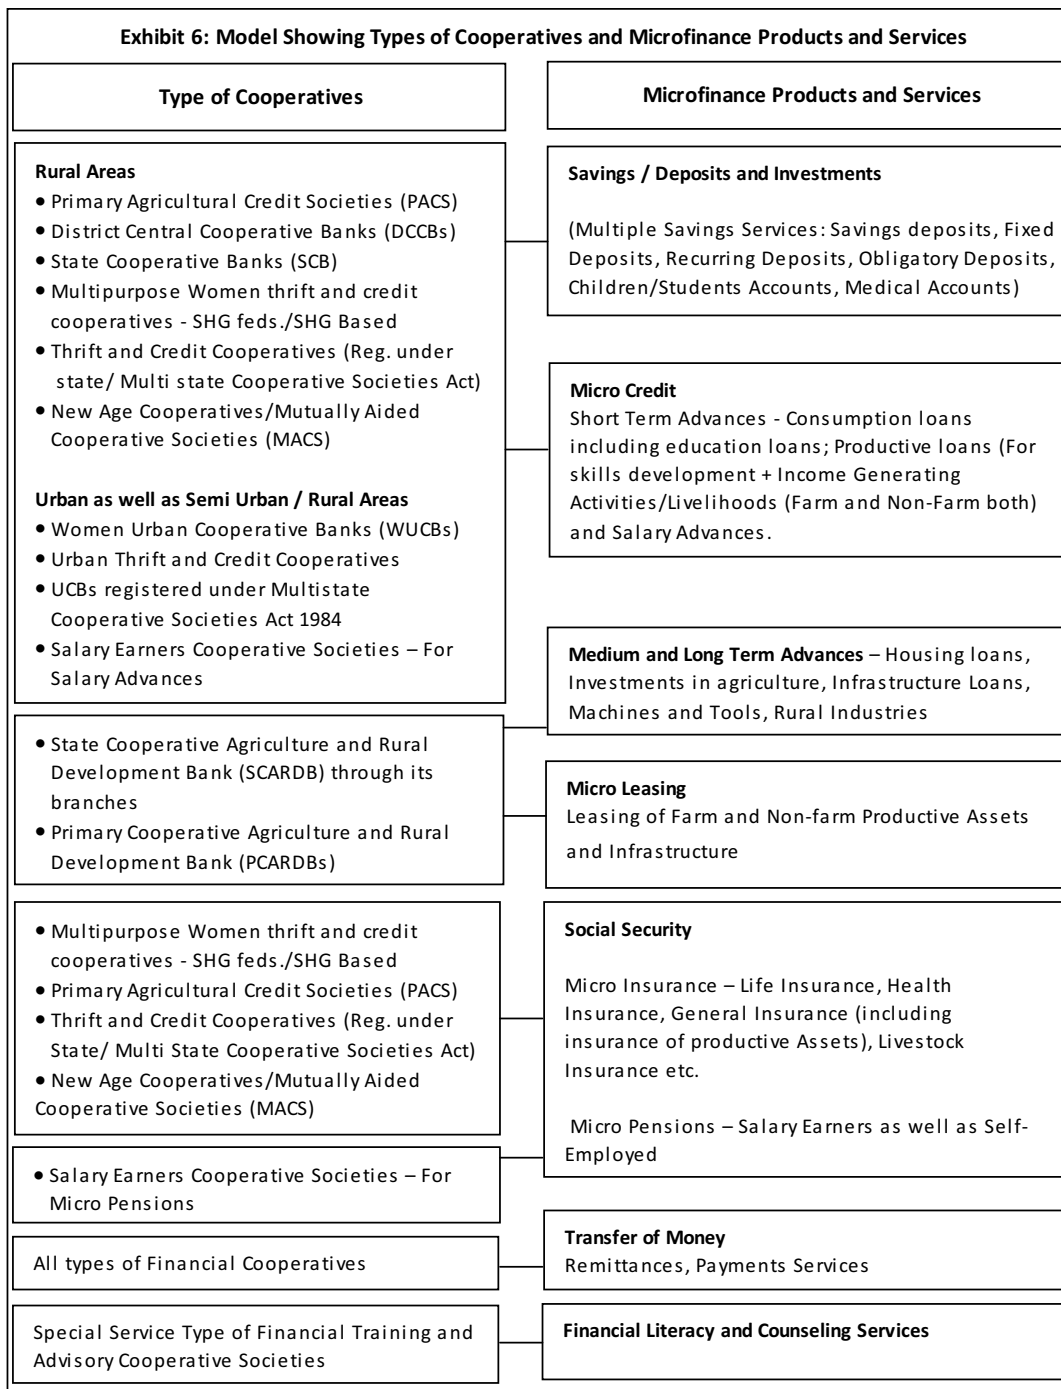 Exhibit 6: Model Showing Types of Cooperatives and Microfinance Products and Services
Type of Cooperatives
Microfinance Products and Services
Rural Areas
• Primary Agricultural Credit Societies (PACS)
• District Central Cooperative Banks (DCCBs)
• State Cooperative Banks (SCB)
• Multipurpose Women thrift and credit
cooperatives - SHG feds./SHG Based
• Thrift and Credit Cooperatives (Reg. under
state/ Multi state Cooperative Societies Act)
• New Age Cooperatives/Mutually Aided
Cooperative Societies (MACS)
Urban as well as Semi Urban / Rural Areas
• Women Urban Cooperative Banks (WUCBs)
• Urban Thrift and Credit Cooperatives
• UCBs registered under Multistate
Cooperative Societies Act 1984
• Salary Earners Cooperative Societies – For
Salary Advances
Savings / Deposits and Investments
(Multiple Savings Services: Savings deposits, Fixed
Deposits, Recurring Deposits, Obligatory Deposits,
Children/Students Accounts, Medical Accounts)
Micro Credit
Short Term Advances - Consumption loans
including education loans; Productive loans (For
skills development + Income Generating
Activities/Livelihoods (Farm and Non-Farm both)
and Salary Advances.
Medium and Long Term Advances – Housing loans,
Investments in agriculture, Infrastructure Loans,
Machines and Tools, Rural Industries
• State Cooperative Agriculture and Rural
Development Bank (SCARDB) through its
branches
• Primary Cooperative Agriculture and Rural
Development Bank (PCARDBs)
Micro Leasing
Leasing of Farm and Non-farm Productive Assets
and Infrastructure
• Multipurpose Women thrift and credit
cooperatives - SHG feds./SHG Based
• Primary Agricultural Credit Societies (PACS)
• Thrift and Credit Cooperatives (Reg. under
State/ Multi State Cooperative Societies Act)
• New Age Cooperatives/Mutually Aided
Cooperative Societies (MACS)
• Salary Earners Cooperative Societies – For
Micro Pensions
Social Security
Micro Insurance – Life Insurance, Health
Insurance, General Insurance (including
insurance of productive Assets), Livestock
Insurance etc.
Micro Pensions – Salary Earners as well as Self-
Employed
All types of Financial Cooperatives
Transfer of Money
Remittances, Payments Services
Special Service Type of Financial Training and
Advisory Cooperative Societies
Financial Literacy and Counseling Services